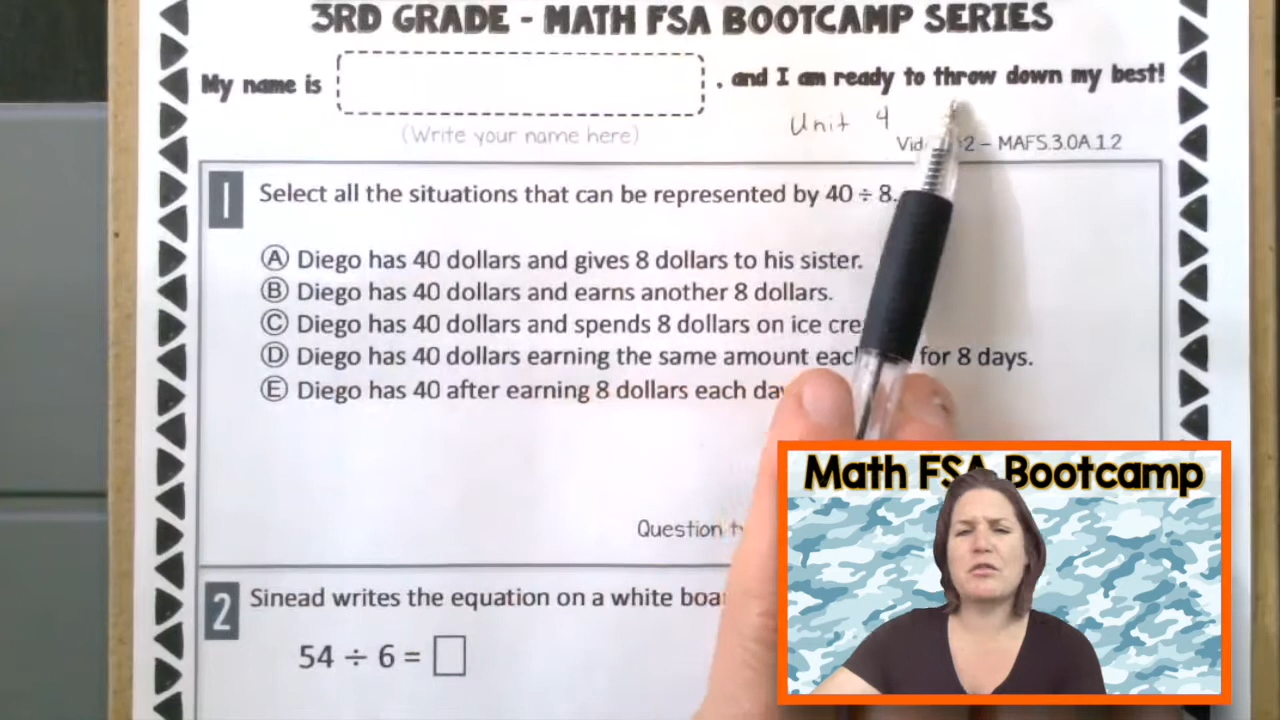 3RD GRADE - MATH FSA BOOTCAMP SERIES
My name is , and I am ready to throw down my best!
(Write your name here)
Unit 4
2 – MAFS.3.OA.1.2
1 Select all the situations that can be represented by 40 ÷ 8.
Ⓐ Diego has 40 dollars and gives 8 dollars to his sister.
Ⓑ Diego has 40 dollars and earns another 8 dollars.
Ⓒ Diego has 40 dollars and spends 8 dollars on ice
Ⓓ Diego has 40 dollars earning the same amount for 8 days.
Ⓔ Diego has 40 after earning 8 dollars each
Question
2 Sinead writes the equation on a white
54 ÷ 6 =
Math FSA Bootcamp